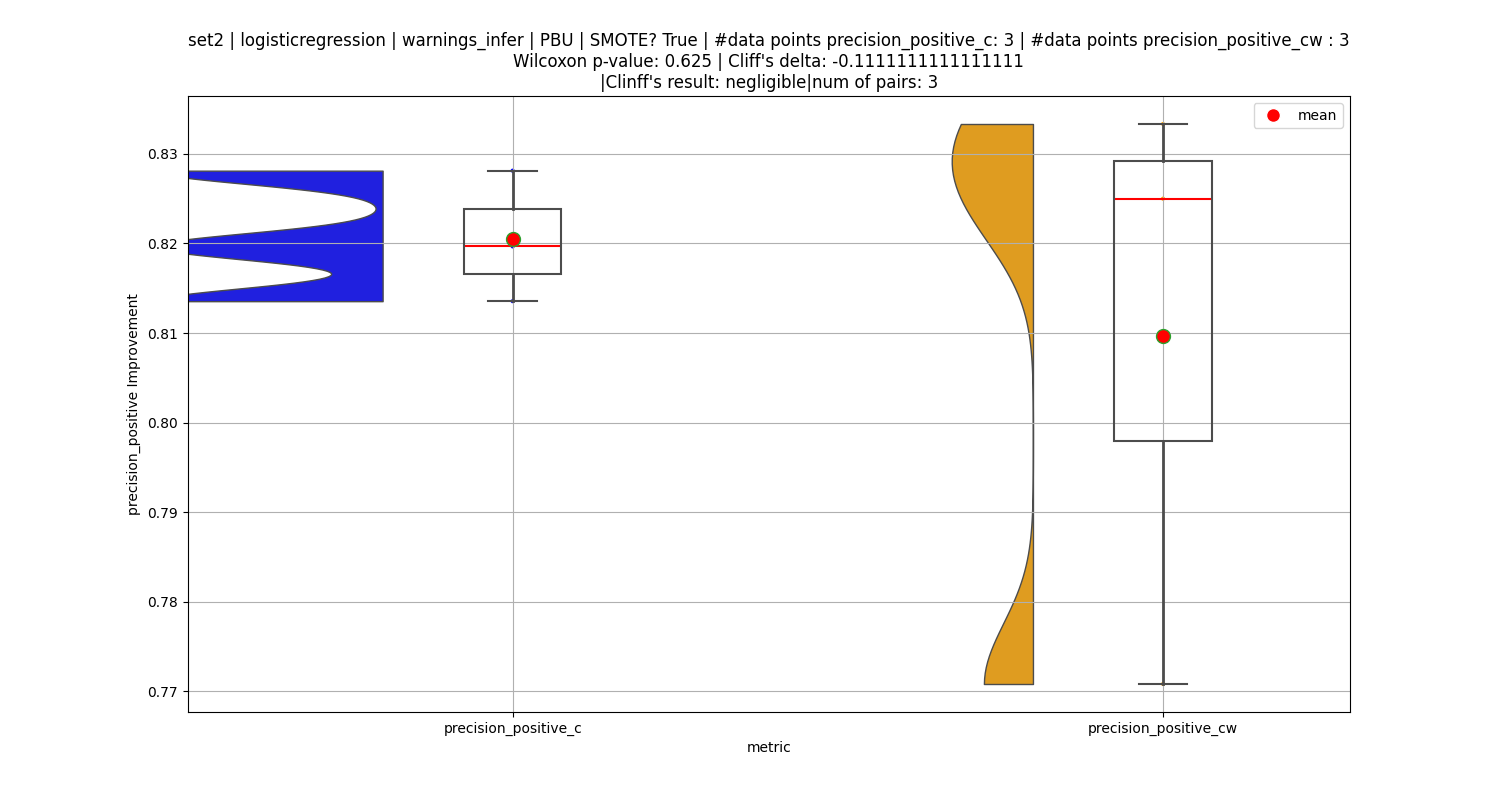 set2 | logisticregression | warnings_infer | PBU | SMOTE? True | #data points precision_positive_c: 3 | #data points precision_positive_cw : 3
Wilcoxon p-value: 0.625 | Cliff's delta: -0.1111111111111111
|Clinff's result: negligible|num of pairs: 3
mean
0.83
0.82
0.81
0.80
0.79
0.78
0.77
precision_positive Improvement
precision_positive_c
precision_positive_cw
metric